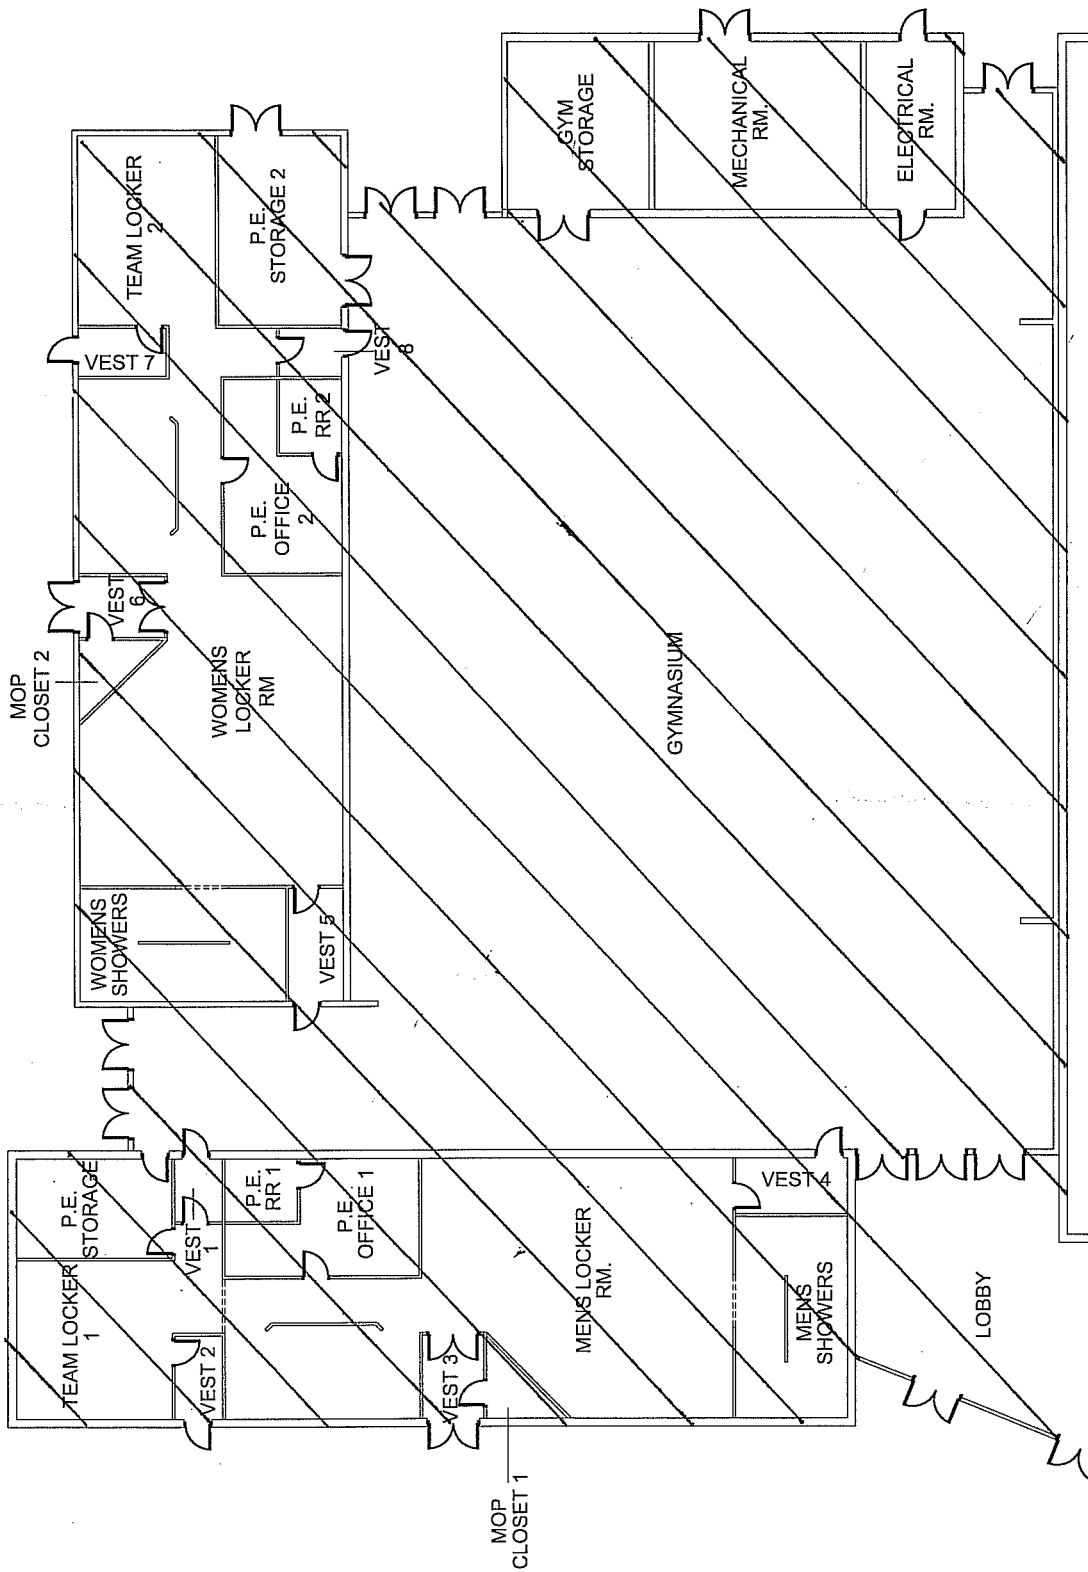 MOP
CLOSET 1
TEAM LOCKER
1
VEST 2
P.E.
STORAGE
VEST
1
P.E.
RR1
P.E.
OFFICE 1
VEST 3
MENS LOCKER
RM.
MENS
SHOWERS
VEST 4
LOBBY
WOMENS
SHOWERS
VEST 5
MOP
CLOSET 2
WOMENS
LOCKER
RM
VEST
6
GYMNASIUM
P.E.
OFFICE
2
P.E.
RR 2
VEST 7
VEST
8
TEAM LOCKER
2
P.E.
STORAGE 2
GYM
STORAGE
MECHANICAL
RM.
ELECTRICAL
RM.